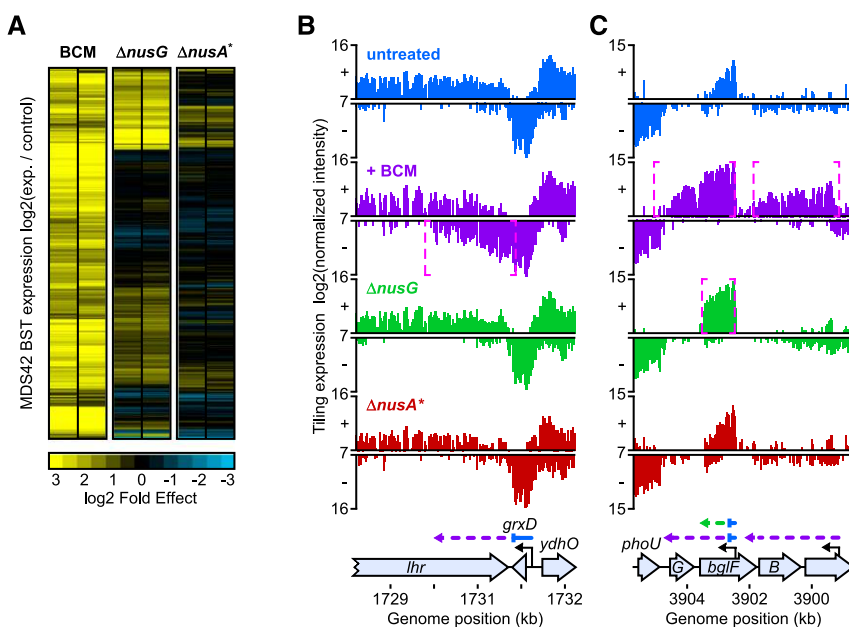 A
BCM ΔnusG ΔnusA*
MDS42 BST expression log2(exp. / control)
3 2 1 0 -1 -2 -3
log2 Fold Effect
B
Tiling expression log2(normalized intensity)
16
untreated
+
7
-
16
+ BCM
+
7
-
16
ΔnusG
+
7
-
16
ΔnusA*
+
7
-
16
grxD
ydhO
lhr
1729 1731 1732
Genome position (kb)
C
15
+
7
-
15
+
7
-
15
+
7
-
15
+
7
-
15
phoU
G bglF B
3904 3902 3900
Genome position (kb)